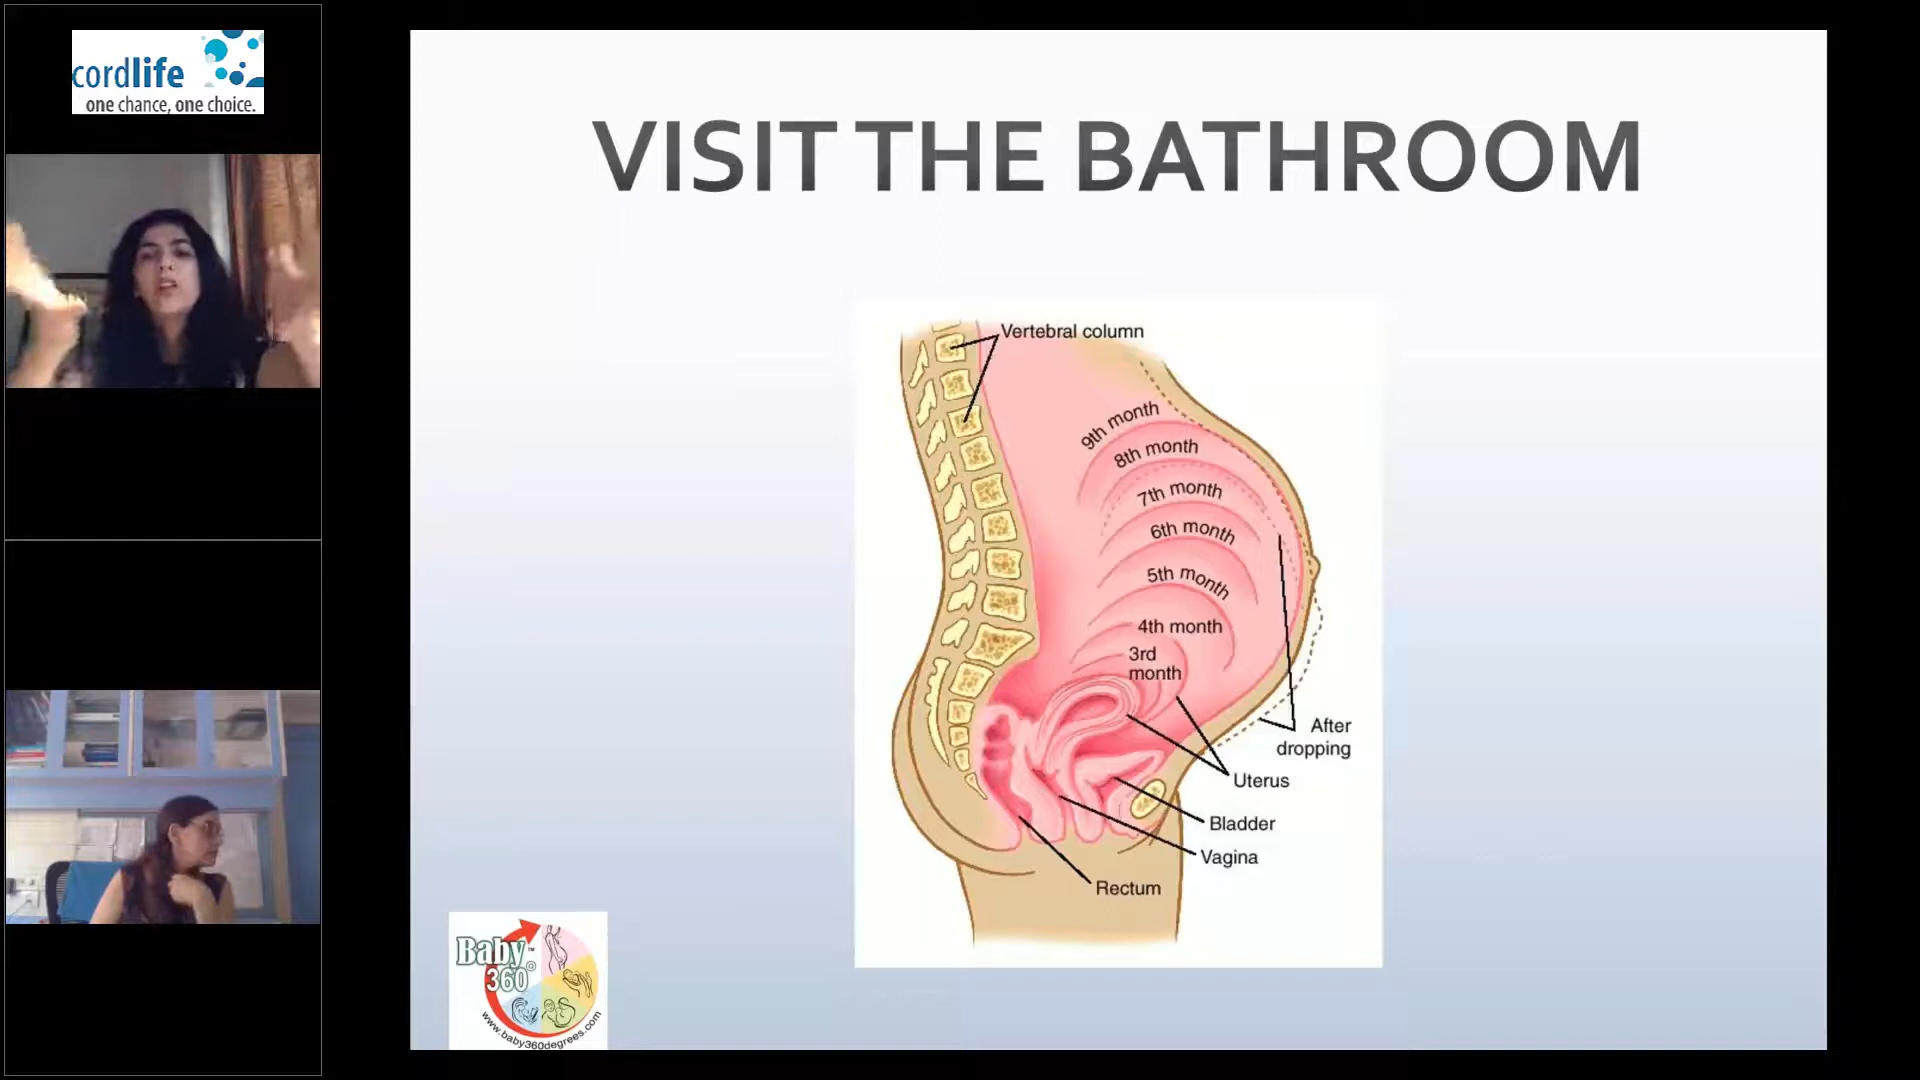 cordlife
one chance, one choice.
VISIT THE BATHROOM
Vertebral column
9th month
8th month
7th month
6th month
5th month
4th month
3rd
month
After
dropping
Uterus
Bladder
Vagina
Rectum
Baby™
360°
www.baby360degrees.com